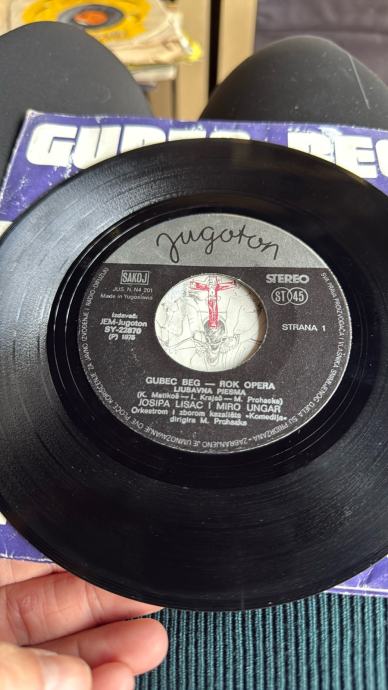 GUBEC BEG
Jugoton
SAKOJ
JUS. N. N4 201
Made in Yugoslavia
Izdavač:
JEM-Jugoton
SY-22870
(P) 1975
STEREO
ST 45
STRANA 1
GUBEC BEG — ROK OPERA
LJUBAVNA PJESMA
(K. Metikoš — I. Krajač — M. Prohaska)
JOSIPA LISAC I MIRO UNGAR
Orkestrom i zborom kazališta »Komedija«
dirigira M. Prohaska